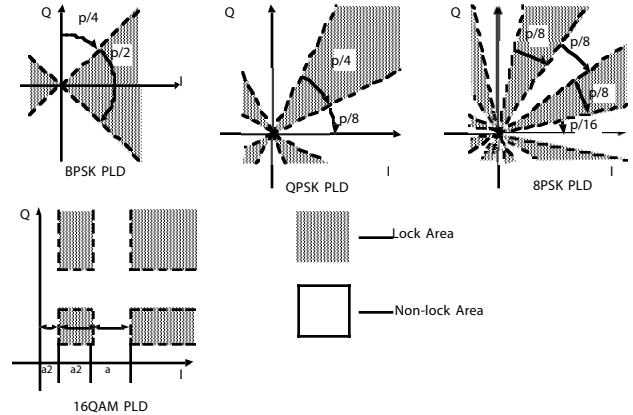 Q
p/4
p/2
I
BPSK PLD
Q
p/4
p/8
I
QPSK PLD
Q
p/8
p/8
p/8
p/16
I
8PSK PLD
Q
a2
a2
a
I
16QAM PLD
Lock Area
Non-lock Area